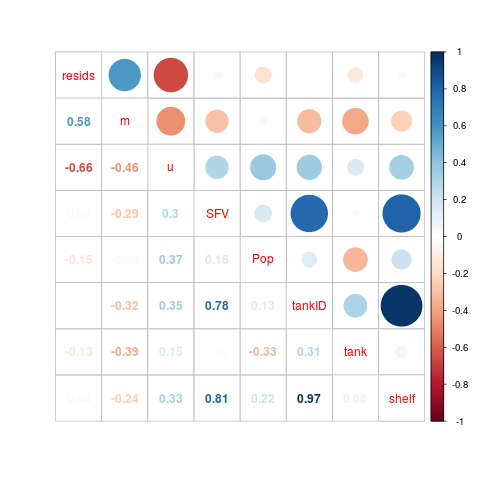 resids
0.58 m
-0.66 -0.46 u
-0.29 0.3 SFV
-0.15 0.37 0.16 Pop
-0.32 0.35 0.78 0.13 tankID
-0.13 -0.39 0.15 -0.33 0.31 tank
-0.24 0.33 0.81 0.22 0.97 0.08 shelf
1
0.8
0.6
0.4
0.2
0
-0.2
-0.4
-0.6
-0.8
-1